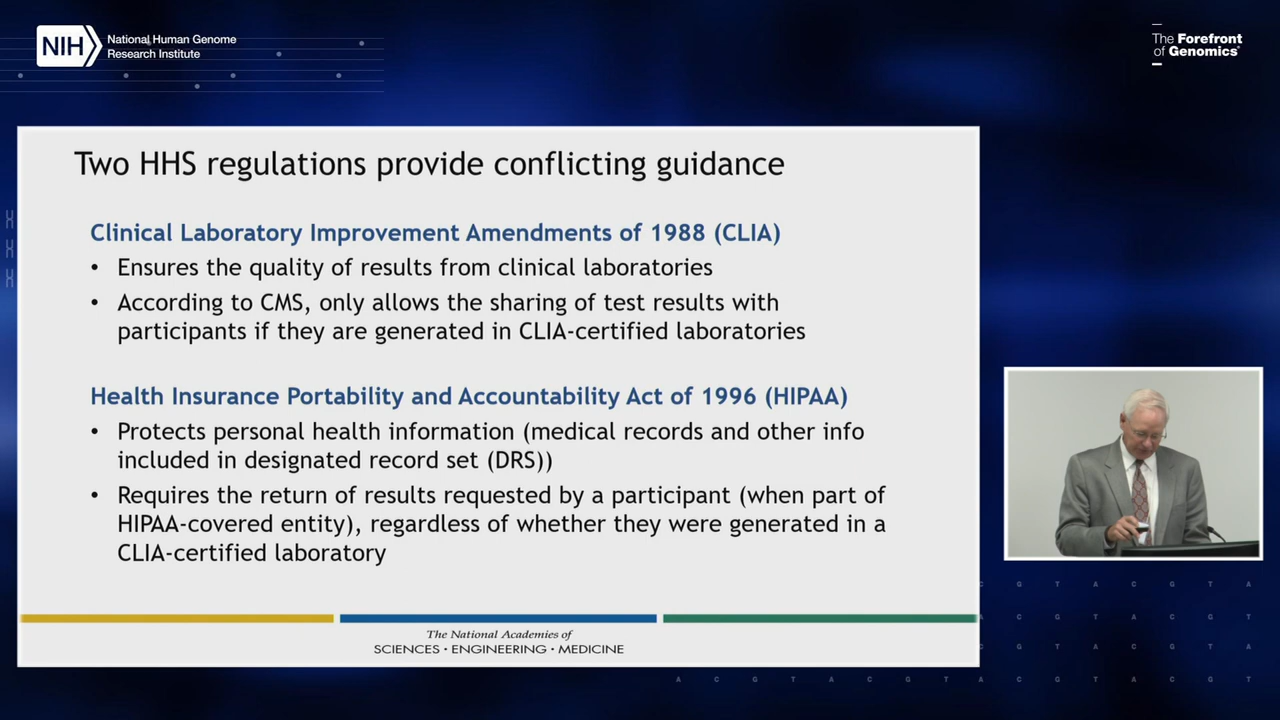 NIH
National Human Genome
Research Institute
The Forefront
of Genomics®
Two HHS regulations provide conflicting guidance
Clinical Laboratory Improvement Amendments of 1988 (CLIA)
• Ensures the quality of results from clinical laboratories
• According to CMS, only allows the sharing of test results with
participants if they are generated in CLIA-certified laboratories
Health Insurance Portability and Accountability Act of 1996 (HIPAA)
• Protects personal health information (medical records and other info
included in designated record set (DRS))
• Requires the return of results requested by a participant (when part of
HIPAA-covered entity), regardless of whether they were generated in a
CLIA-certified laboratory
The National Academies of
SCIENCES • ENGINEERING • MEDICINE
C G T A C G T A
C G T A C G T
C G T A C G T A
A C G T A C G T A C G T A C G T